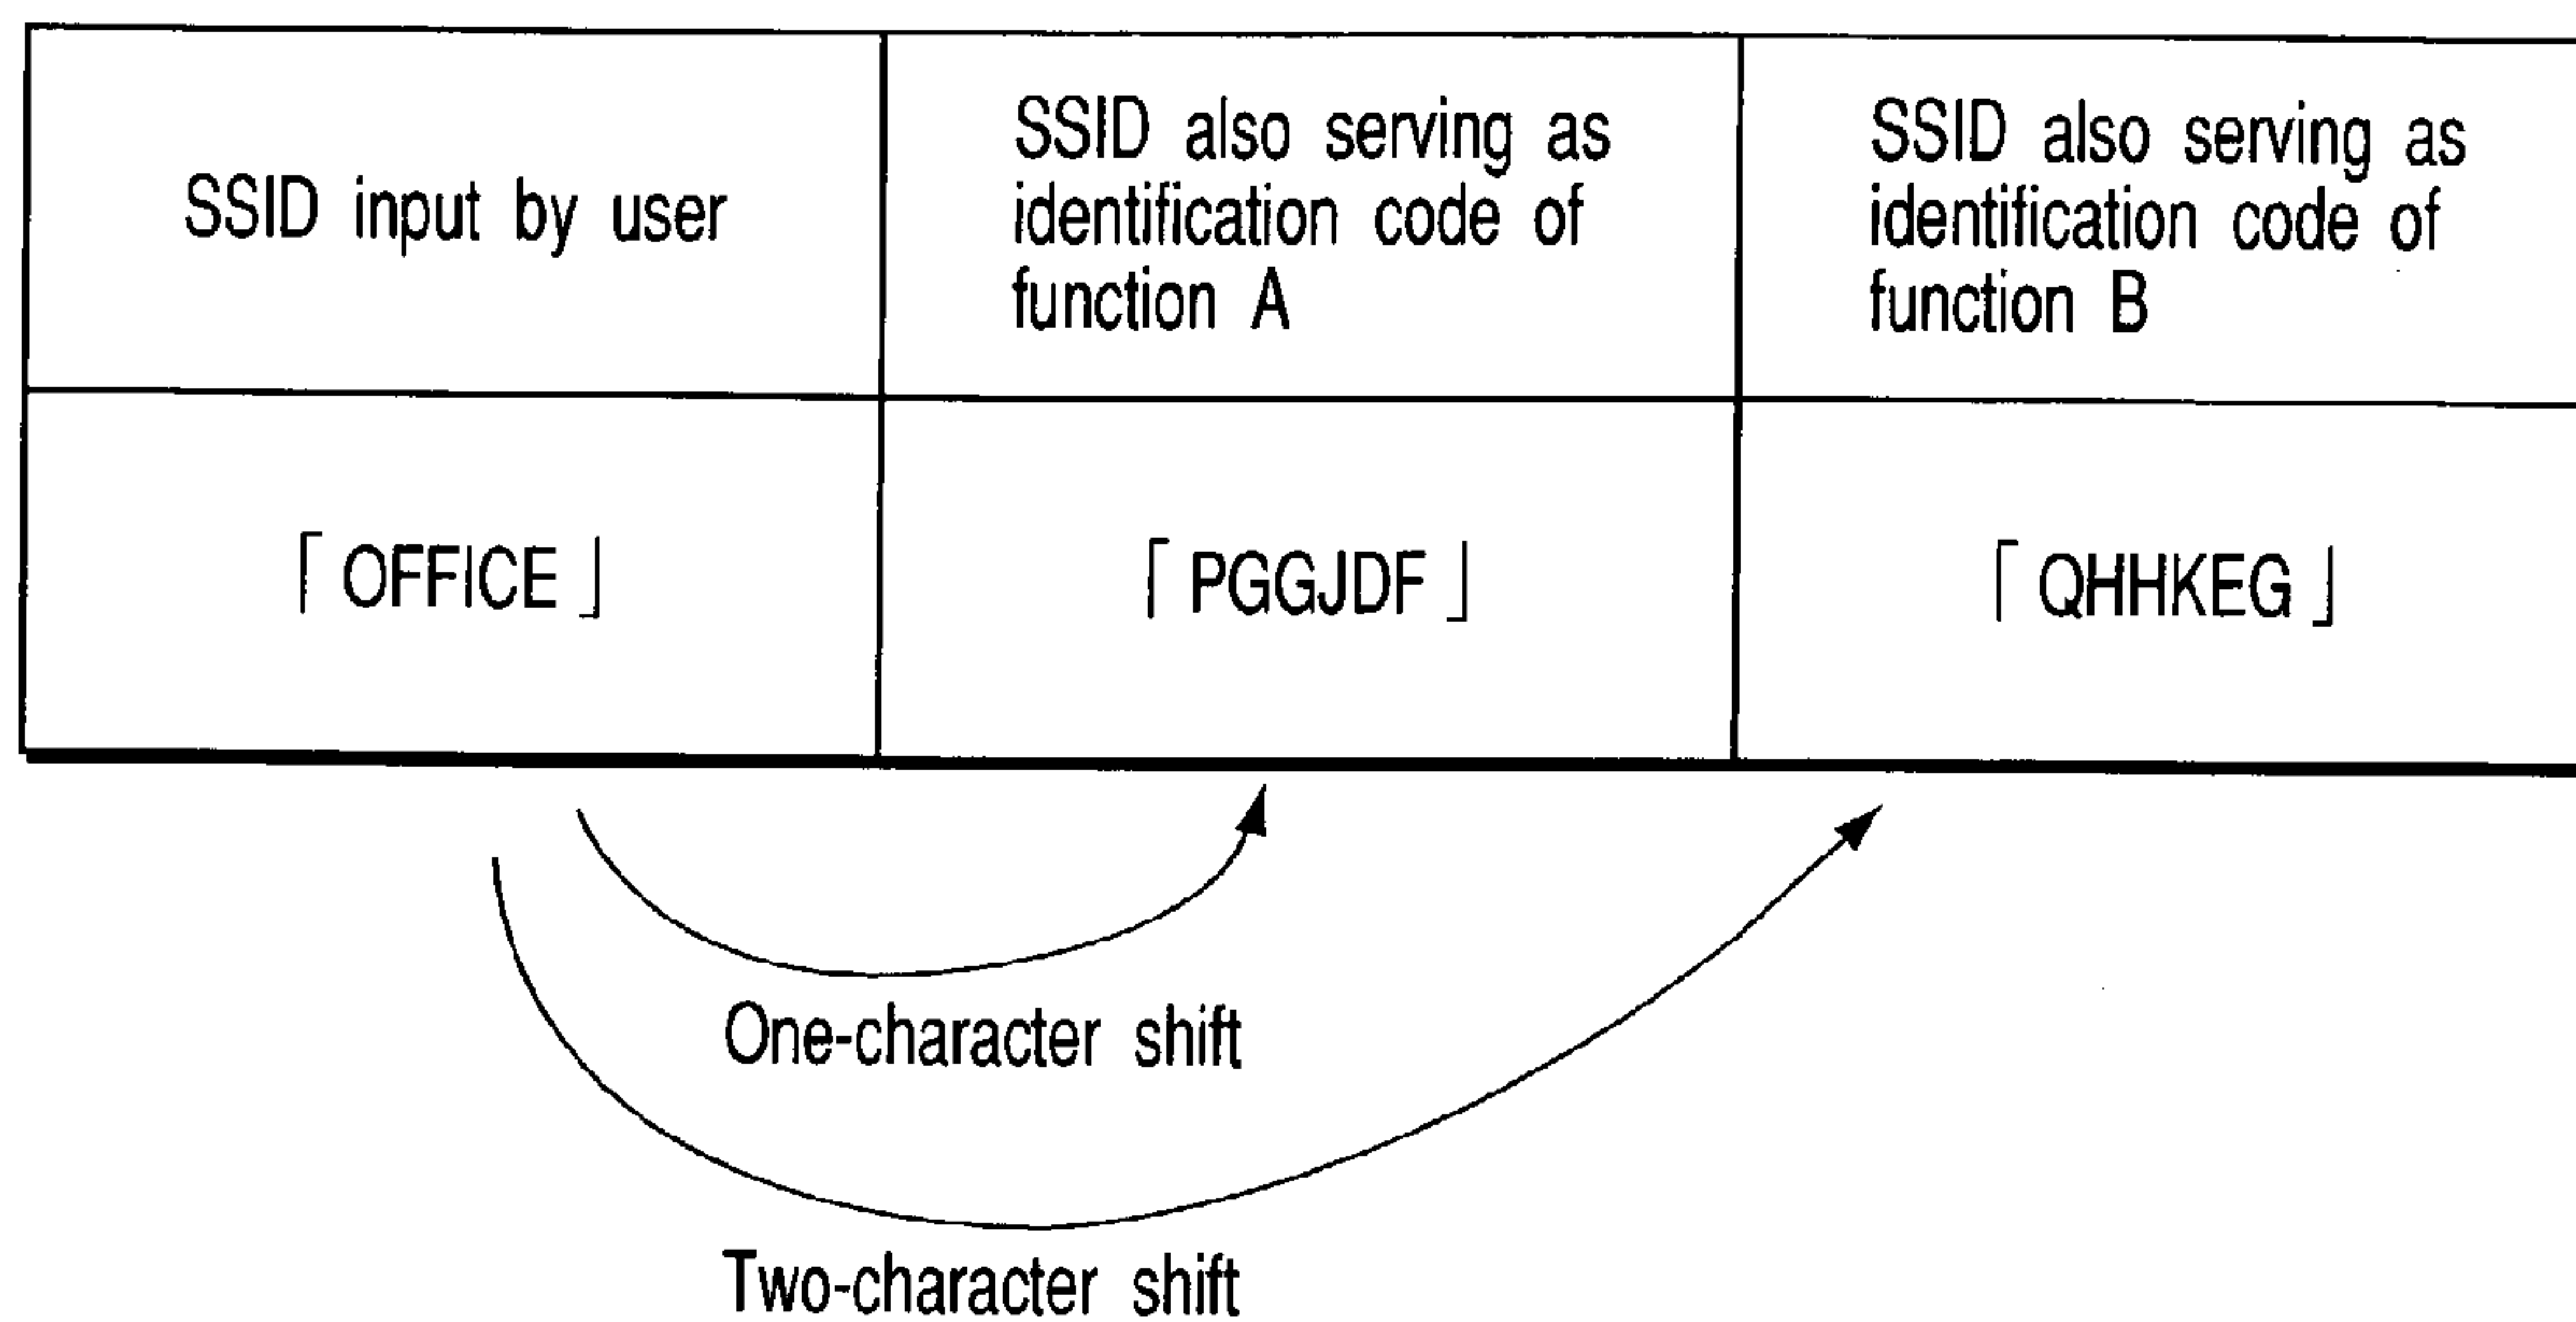 SSID input by user
SSID also serving as
identification code of
function A
SSID also serving as
identification code of
function B
「OFFICE」
「PGGJDF」
「QHHKEG」
One-character shift
Two-character shift